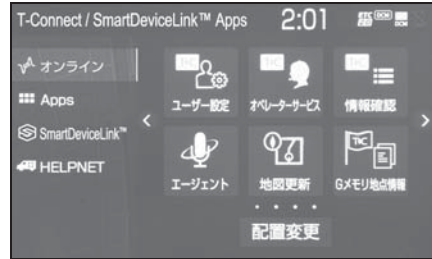 T-Connect / SmartDeviceLink™ Apps 2:01
オンライン
Apps
SmartDeviceLink™
HELPNET
ユーザー設定 オペレーターサービス 情報確認
エージェント 地図更新 Gメモリ地点情報
配置変更